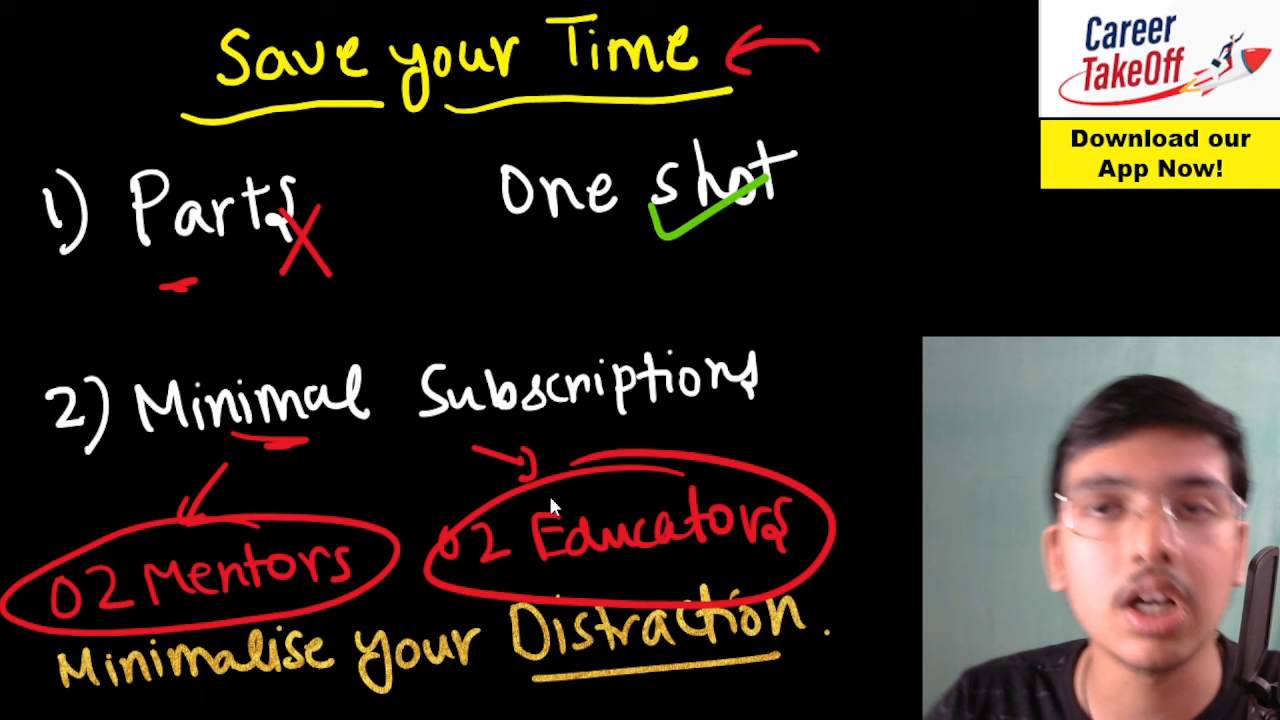 Save your Time
Career
TakeOff
Download our
App Now!
1) Parts
One shot
2) Minimal Subscriptions
02 Mentors
02 Educators
Minimalise your Distraction.